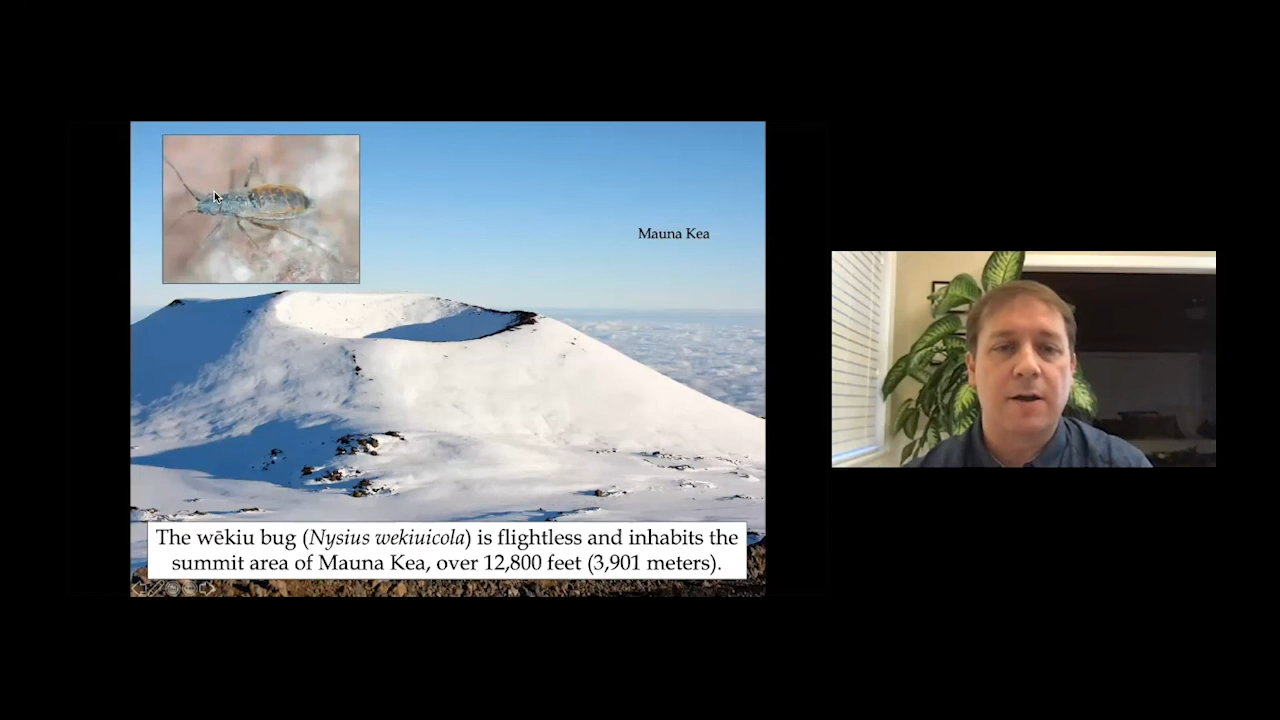 Mauna Kea
The wēkiu bug (Nysius wekiuicola) is flightless and inhabits the
summit area of Mauna Kea, over 12,800 feet (3,901 meters).